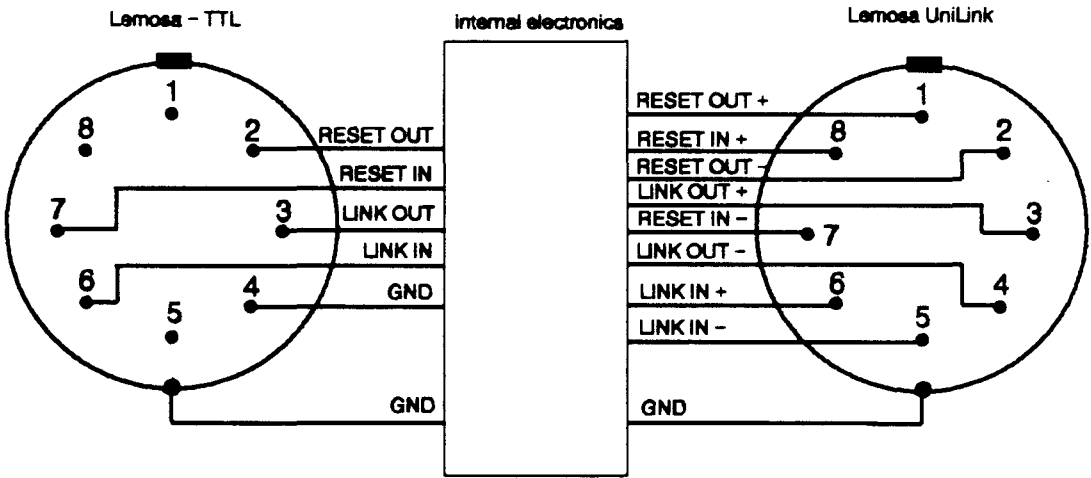 Lemosa – TTL
internal electronics
Lemosa UniLink
1
8
2
7
3
6
4
5
RESET OUT
RESET IN
LINK OUT
LINK IN
GND
GND
RESET OUT +
RESET IN +
RESET OUT –
LINK OUT +
RESET IN –
LINK OUT –
LINK IN +
LINK IN –
GND
1
8
2
7
3
6
4
5